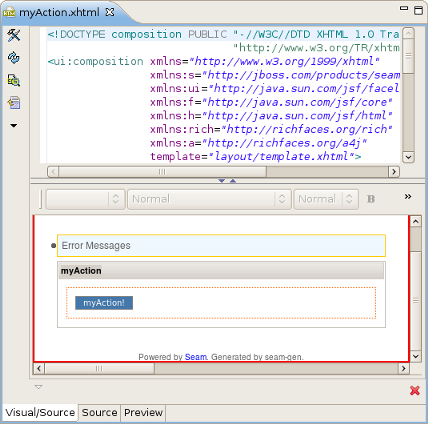 myAction.xhtml
<!DOCTYPE composition PUBLIC "-//W3C//DTD XHTML 1.0 Tra
"http://www.w3.org/TR/xhtm
<ui:composition xmlns="http://www.w3.org/1999/xhtml"
xmlns:s="http://jboss.com/products/seam
xmlns:ui="http://java.sun.com/jsf/facel
xmlns:f="http://java.sun.com/jsf/core"
xmlns:h="http://java.sun.com/jsf/html"
xmlns:rich="http://richfaces.org/rich"
xmlns:a="http://richfaces.org/a4j"
template="layout/template.xhtml">
Normal Normal B »
Error Messages
myAction
myAction!
Powered by Seam. Generated by seam-gen.
Visual/Source Source Preview